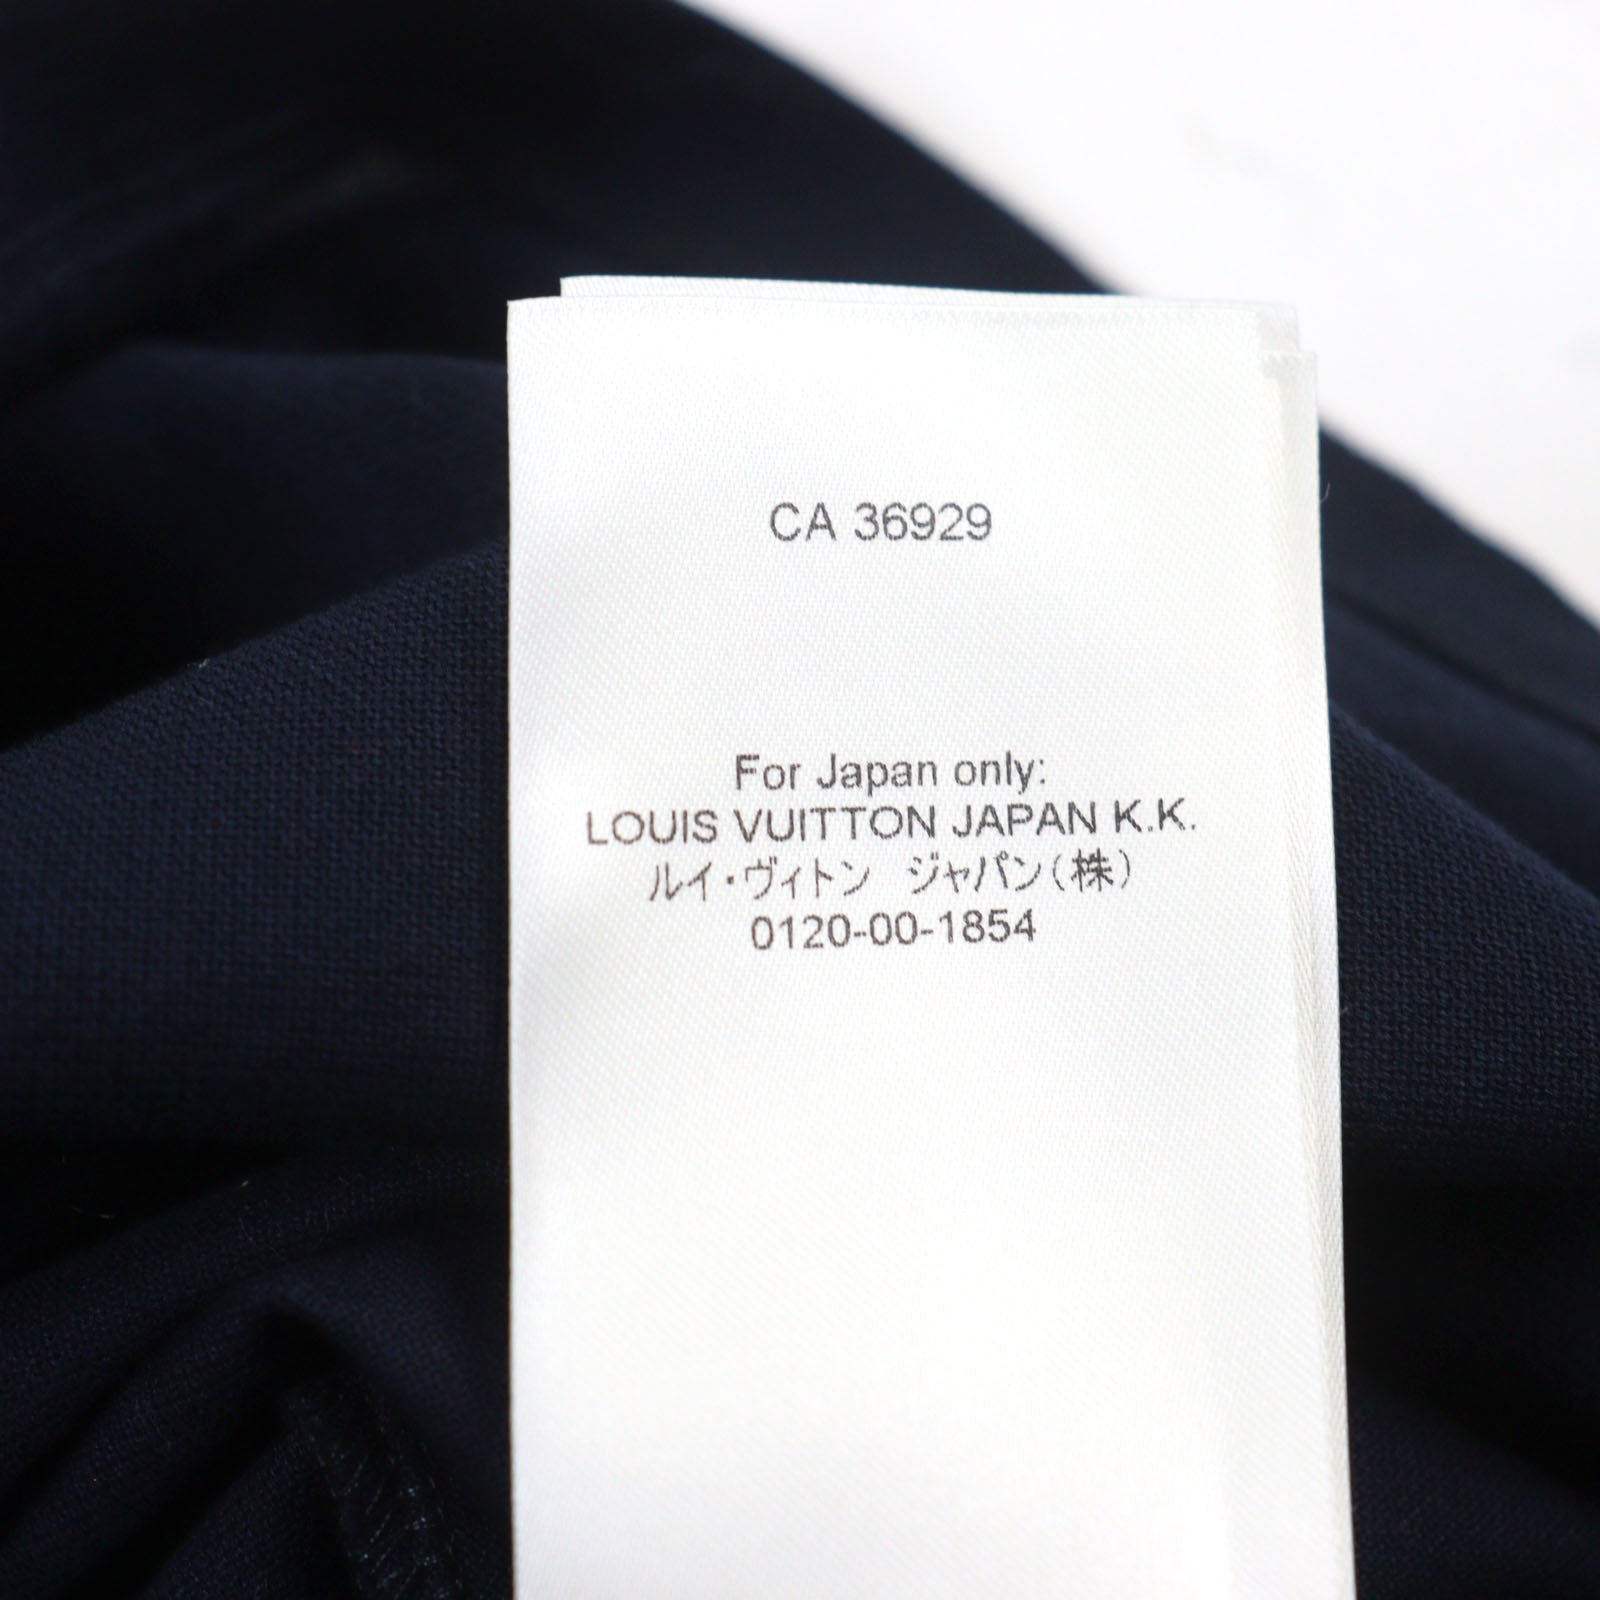 CA 36929
For Japan only:
LOUIS VUITTON JAPAN K.K.
ルイ・ヴィトン ジャパン(株)
0120-00-1854